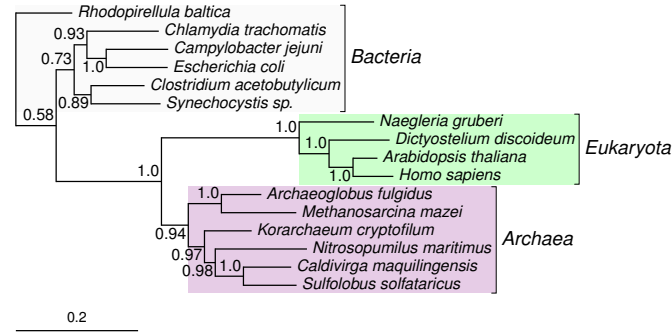 Rhodopirellula baltica
0.93
Chlamydia trachomatis
Campylobacter jejuni
0.73
1.0
Escherichia coli
Bacteria
Clostridium acetobutylicum
0.89
Synechocystis sp.
0.58
1.0
Naegleria gruberi
1.0
Dictyostelium discoideum
Eukaryota
Arabidopsis thaliana
1.0
Homo sapiens
1.0
1.0
Archaeoglobus fulgidus
Methanosarcina mazei
0.94
Korarchaeum cryptofilum
Archaea
0.97
Nitrosopumilus maritimus
0.98
1.0
Caldivirga maquilingensis
Sulfolobus solfataricus
0.2